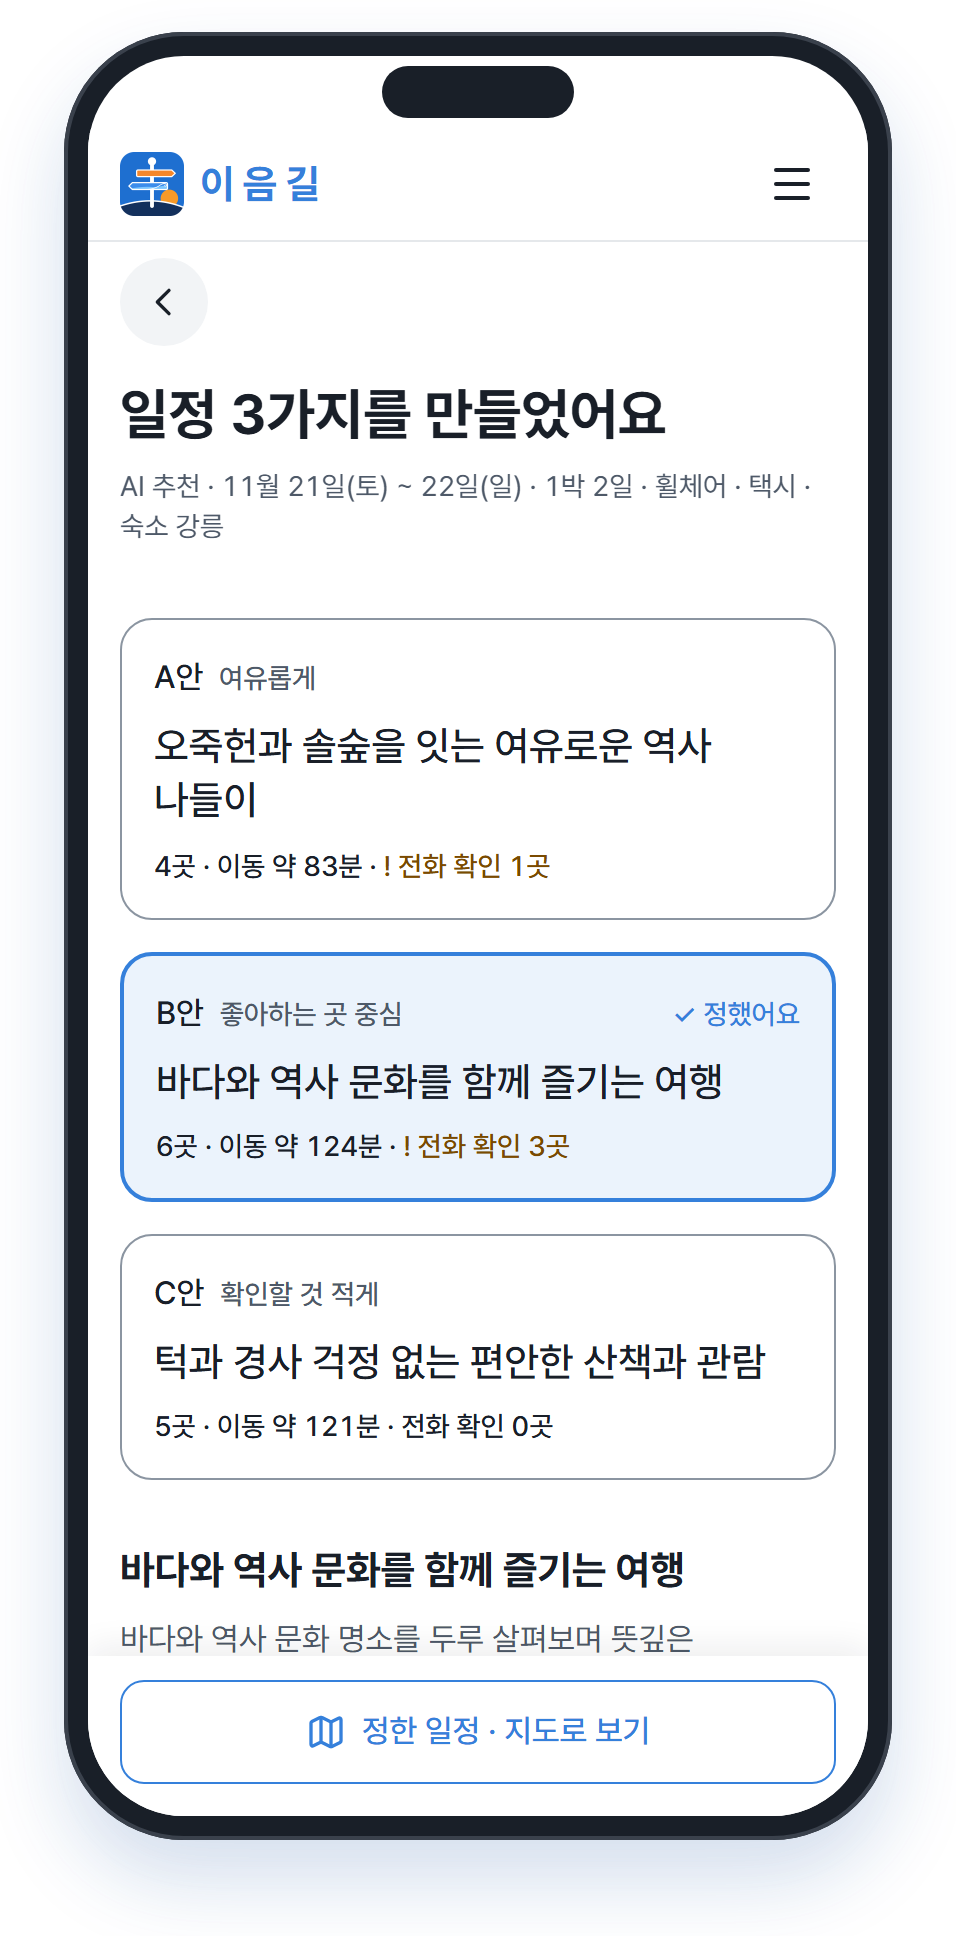 이음길
일정 3가지를 만들었어요
AI 추천 · 11월 21일(토) ~ 22일(일) · 1박 2일 · 휠체어 · 택시 ·
숙소 강릉
A안 여유롭게
오죽헌과 솔숲을 잇는 여유로운 역사
나들이
4곳 · 이동 약 83분 · ! 전화 확인 1곳
B안 좋아하는 곳 중심 ✓ 정했어요
바다와 역사 문화를 함께 즐기는 여행
6곳 · 이동 약 124분 · ! 전화 확인 3곳
C안 확인할 것 적게
턱과 경사 걱정 없는 편안한 산책과 관람
5곳 · 이동 약 121분 · 전화 확인 0곳
바다와 역사 문화를 함께 즐기는 여행
바다와 역사 문화 명소를 두루 살펴보며 뜻깊은
정한 일정 · 지도로 보기